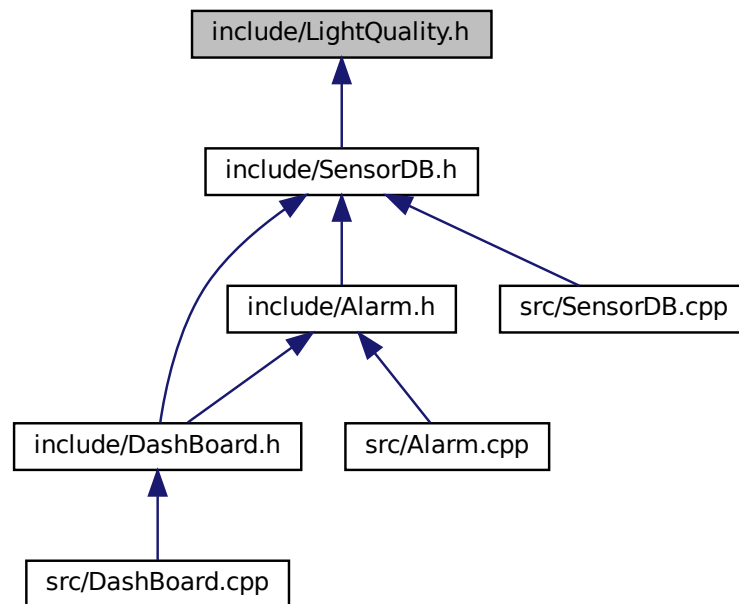 include/LightQuality.h
include/SensorDB.h
include/Alarm.h
src/SensorDB.cpp
include/DashBoard.h
src/Alarm.cpp
src/DashBoard.cpp